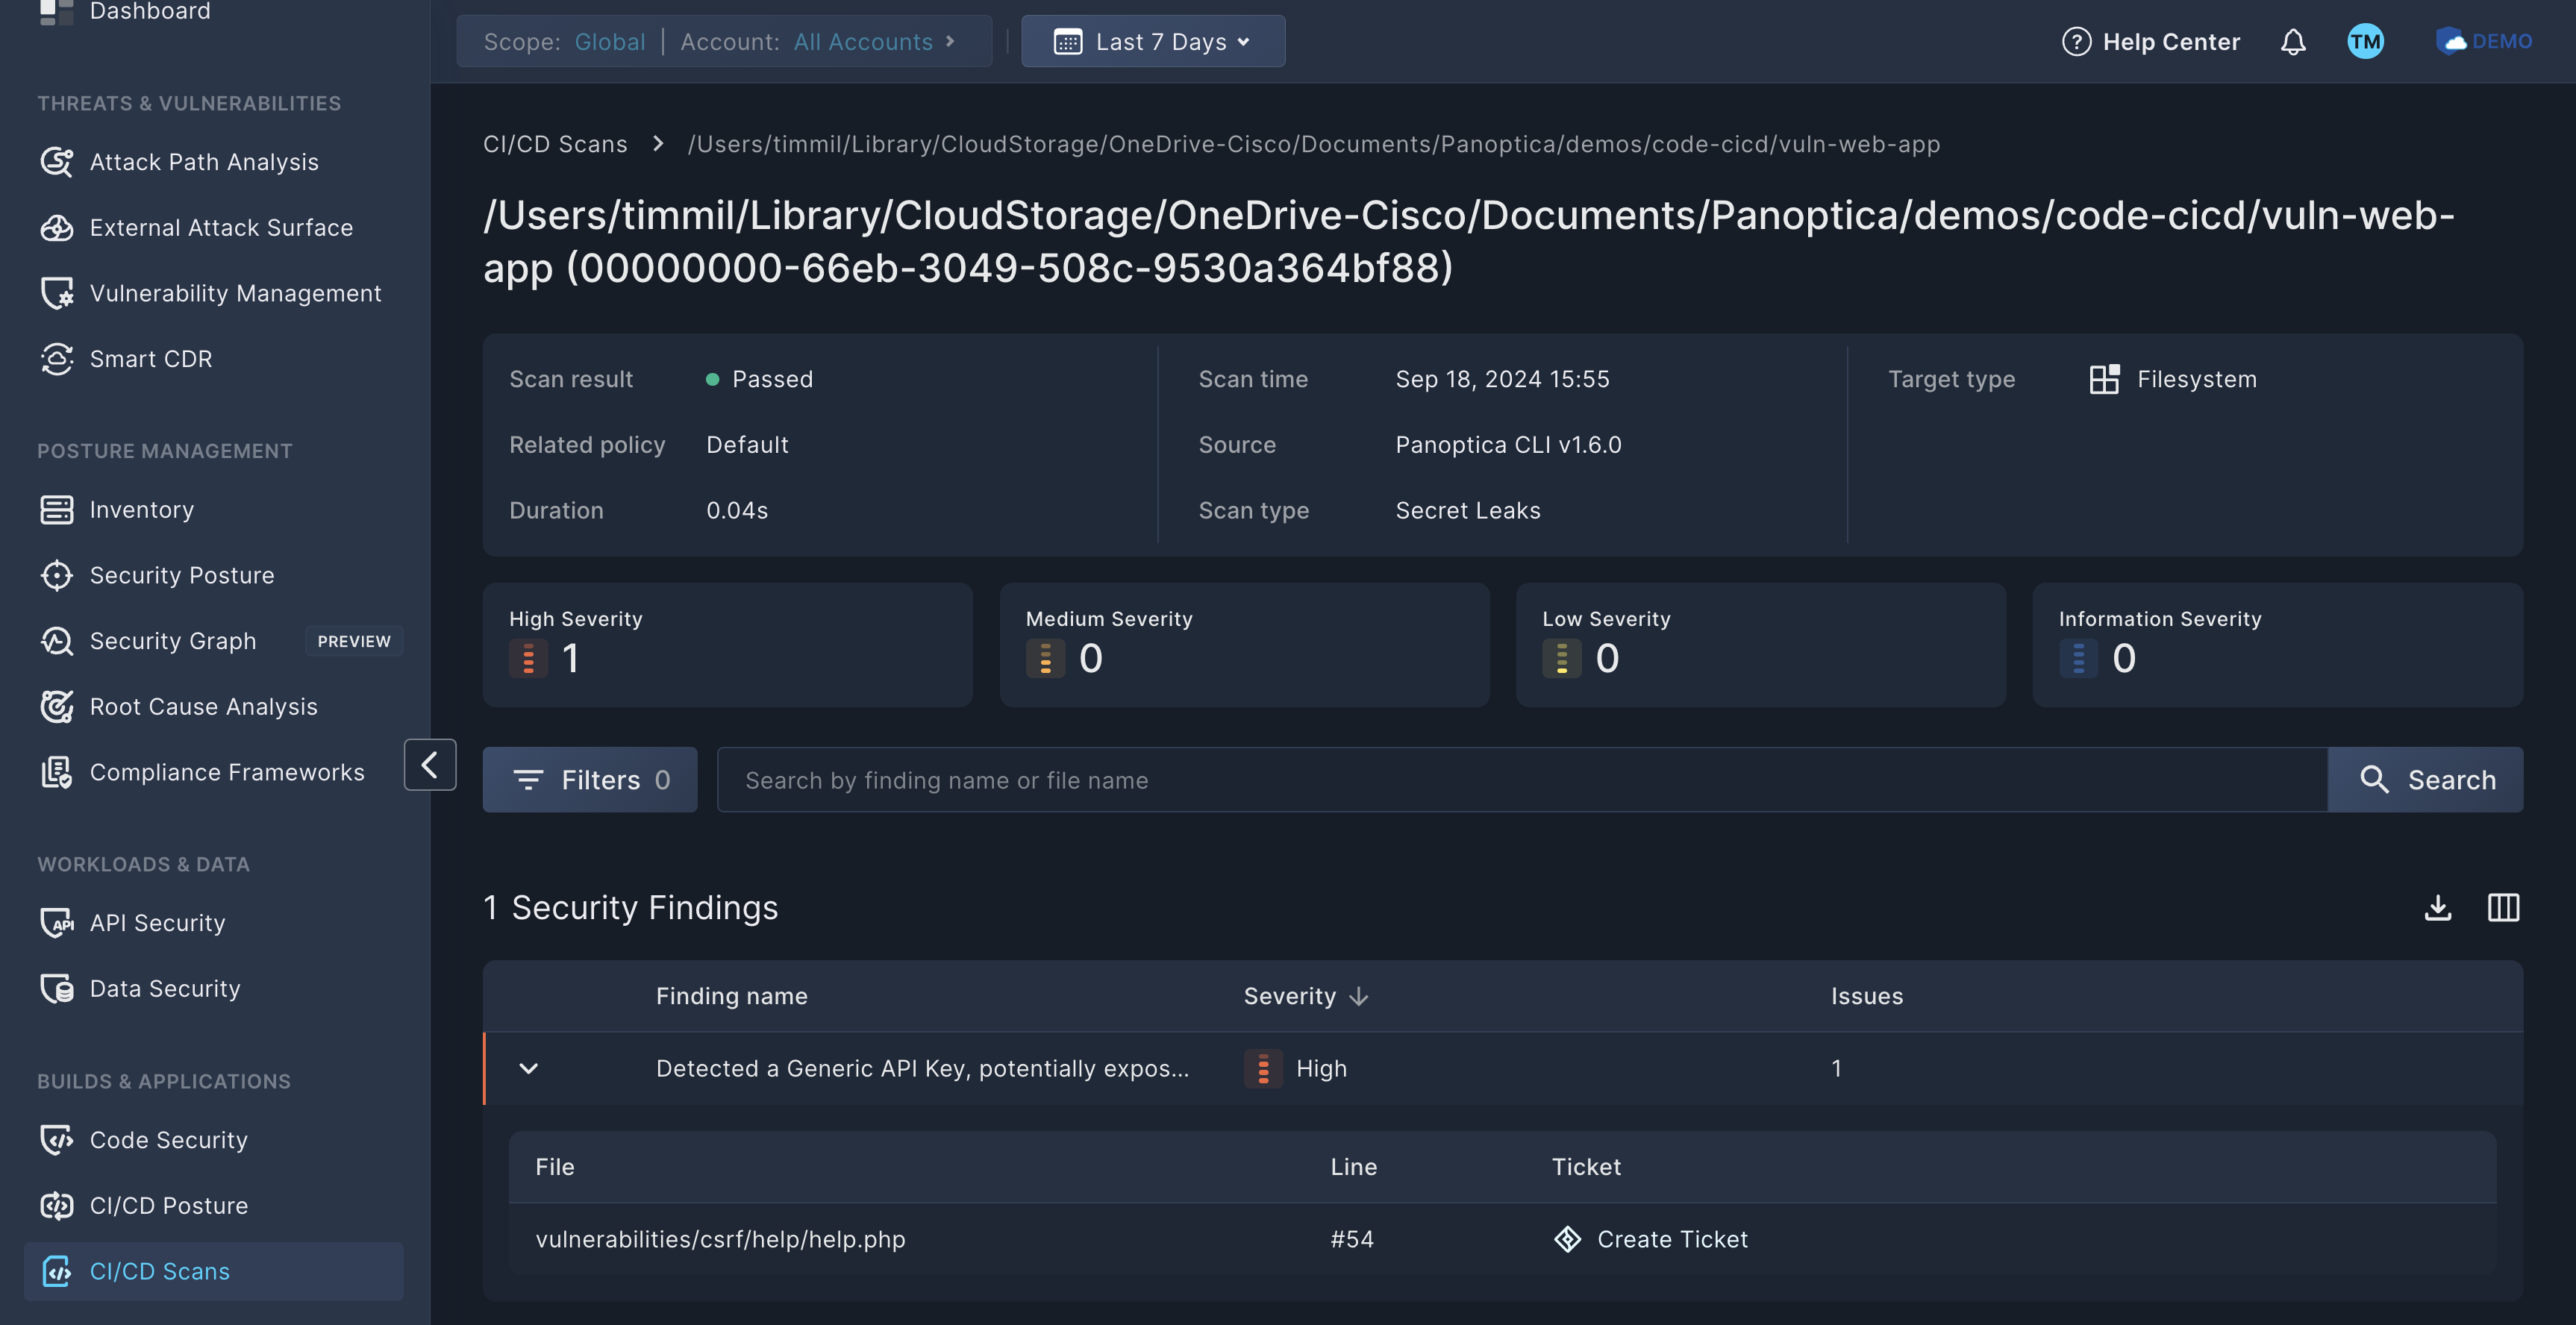 Dashboard
THREATS & VULNERABILITIES
Attack Path Analysis
External Attack Surface
Vulnerability Management
Smart CDR
POSTURE MANAGEMENT
Inventory
Security Posture
Security Graph PREVIEW
Root Cause Analysis
Compliance Frameworks
WORKLOADS & DATA
API Security
Data Security
BUILDS & APPLICATIONS
Code Security
CI/CD Posture
CI/CD Scans
Scope: Global | Account: All Accounts
Last 7 Days
Help Center
TM
DEMO
CI/CD Scans > /Users/timmil/Library/CloudStorage/OneDrive-Cisco/Documents/Panoptica/demos/code-cicd/vuln-web-app
/Users/timmil/Library/CloudStorage/OneDrive-Cisco/Documents/Panoptica/demos/code-cicd/vuln-web-
app (00000000-66eb-3049-508c-9530a364bf88)
Scan result Passed
Related policy Default
Duration 0.04s
Scan time Sep 18, 2024 15:55
Source Panoptica CLI v1.6.0
Scan type Secret Leaks
Target type Filesystem
High Severity
1
Medium Severity
0
Low Severity
0
Information Severity
0
Filters 0
Search by finding name or file name
Search
1 Security Findings
Finding name Severity Issues
Detected a Generic API Key, potentially expos... High 1
File Line Ticket
vulnerabilities/csrf/help/help.php #54 Create Ticket